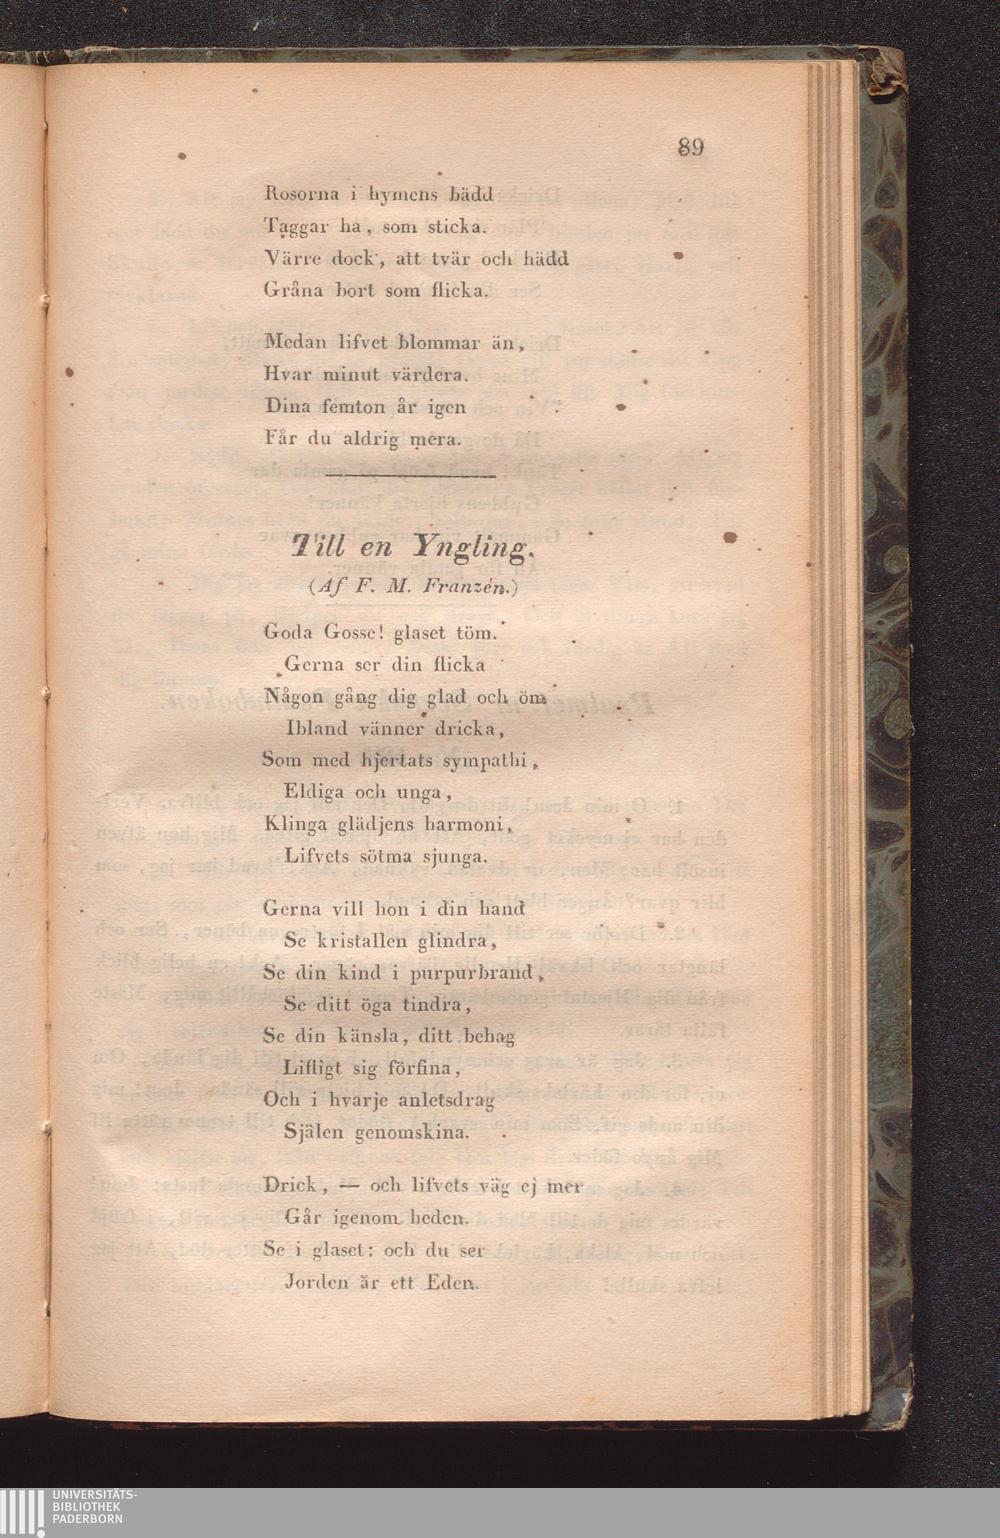 89
Rosorna i hymens bädd
Taggar ha, som sticka.
Värre dock, att tvär och hädd
Gråna bort som flicka.
Medan lifvet blommar än,
Hvar minut värdera.
Dina femton år igen
Får du aldrig mera.
Till en Yngling.
(Af F. M. Franzén.)
Goda Gosse! glaset töm.
Gerna ser din flicka
Någon gång dig glad och öm
Ibland vänner dricka,
Som med hjertats sympathi,
Eldiga och unga,
Klinga glädjens harmoni,
Lifvets sötma sjunga.
Gerna vill hon i din hand
Se kristallen glindra,
Se din kind i purpurbrand,
Se ditt öga tindra,
Se din känsla, ditt behag
Lifligt sig förfina,
Och i hvarje anletsdrag
Själen genomskina.
Drick, — och lifvets väg ej mer
Går igenom heden.
Se i glaset: och du ser
Jorden är ett Eden.
UNIVERSITÄTS-
BIBLIOTHEK
PADERBORN